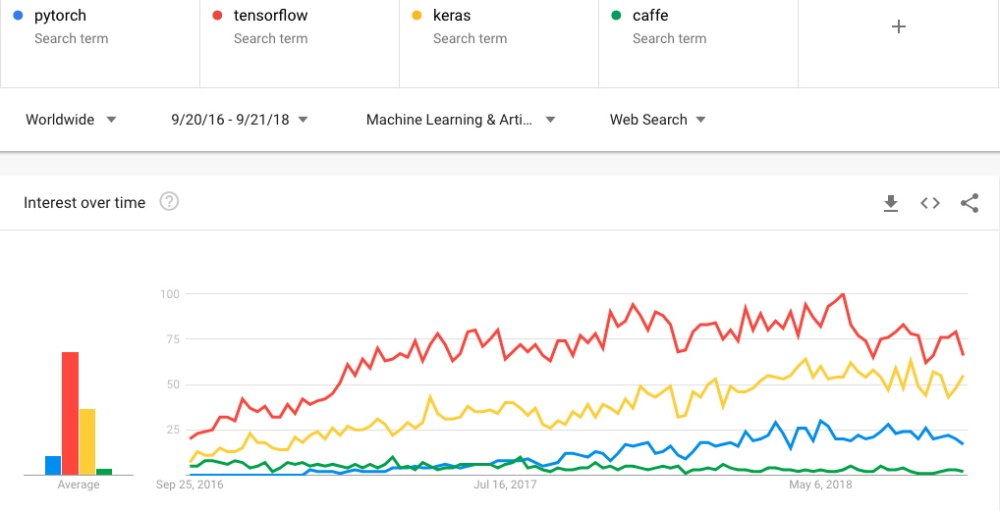 pytorch
Search term
tensorflow
Search term
keras
Search term
caffe
Search term
+
Worldwide
9/20/16 - 9/21/18
Machine Learning & Arti...
Web Search
Interest over time
?
100
75
50
25
Average
Sep 25, 2016
Jul 16, 2017
May 6, 2018